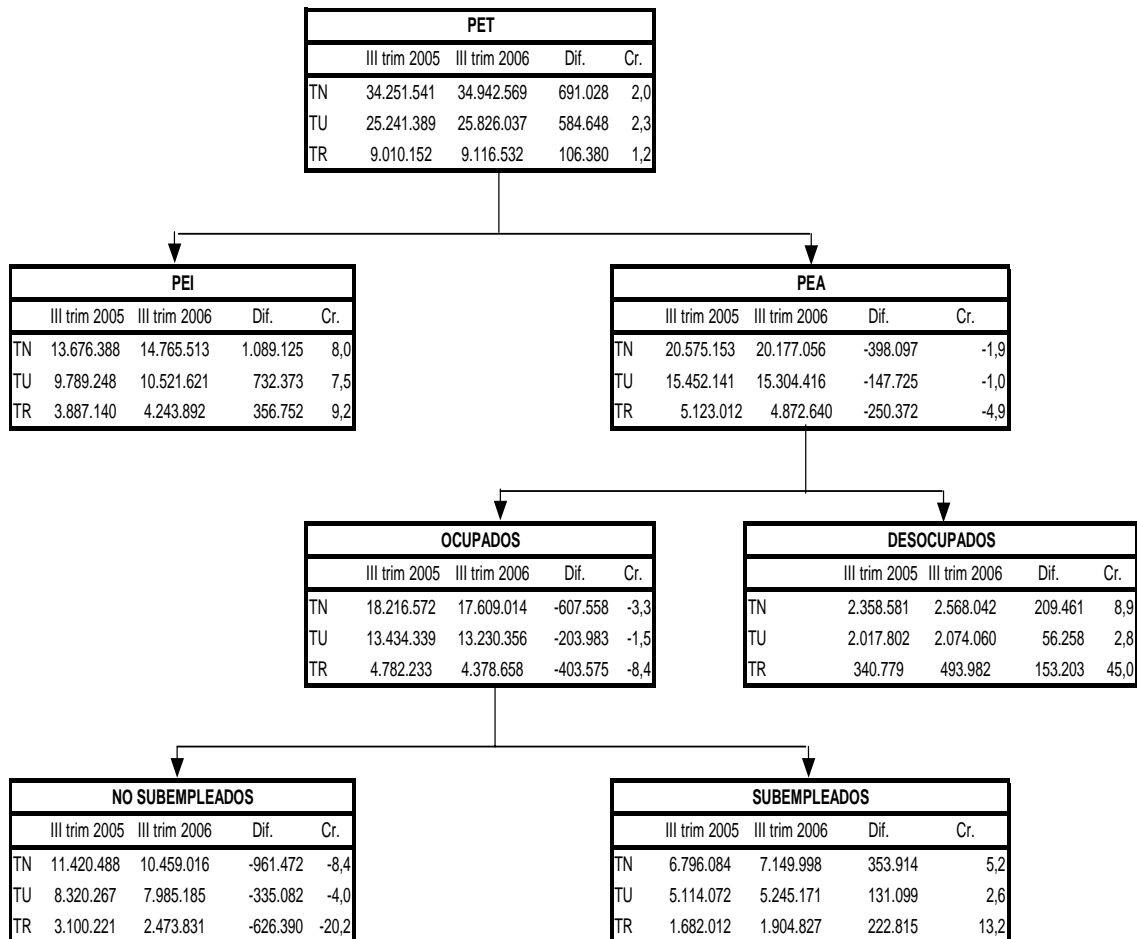 PET
III trim 2005 III trim 2006 Dif. Cr.
TN 34.251.541 34.942.569 691.028 2,0
TU 25.241.389 25.826.037 584.648 2,3
TR 9.010.152 9.116.532 106.380 1,2
PEI
III trim 2005 III trim 2006 Dif. Cr.
TN 13.676.388 14.765.513 1.089.125 8,0
TU 9.789.248 10.521.621 732.373 7,5
TR 3.887.140 4.243.892 356.752 9,2
PEA
III trim 2005 III trim 2006 Dif. Cr.
TN 20.575.153 20.177.056 -398.097 -1,9
TU 15.452.141 15.304.416 -147.725 -1,0
TR 5.123.012 4.872.640 -250.372 -4,9
OCUPADOS
III trim 2005 III trim 2006 Dif. Cr.
TN 18.216.572 17.609.014 -607.558 -3,3
TU 13.434.339 13.230.356 -203.983 -1,5
TR 4.782.233 4.378.658 -403.575 -8,4
DESOCUPADOS
III trim 2005 III trim 2006 Dif. Cr.
TN 2.358.581 2.568.042 209.461 8,9
TU 2.017.802 2.074.060 56.258 2,8
TR 340.779 493.982 153.203 45,0
NO SUBEMPLEADOS
III trim 2005 III trim 2006 Dif. Cr.
TN 11.420.488 10.459.016 -961.472 -8,4
TU 8.320.267 7.985.185 -335.082 -4,0
TR 3.100.221 2.473.831 -626.390 -20,2
SUBEMPLEADOS
III trim 2005 III trim 2006 Dif. Cr.
TN 6.796.084 7.149.998 353.914 5,2
TU 5.114.072 5.245.171 131.099 2,6
TR 1.682.012 1.904.827 222.815 13,2